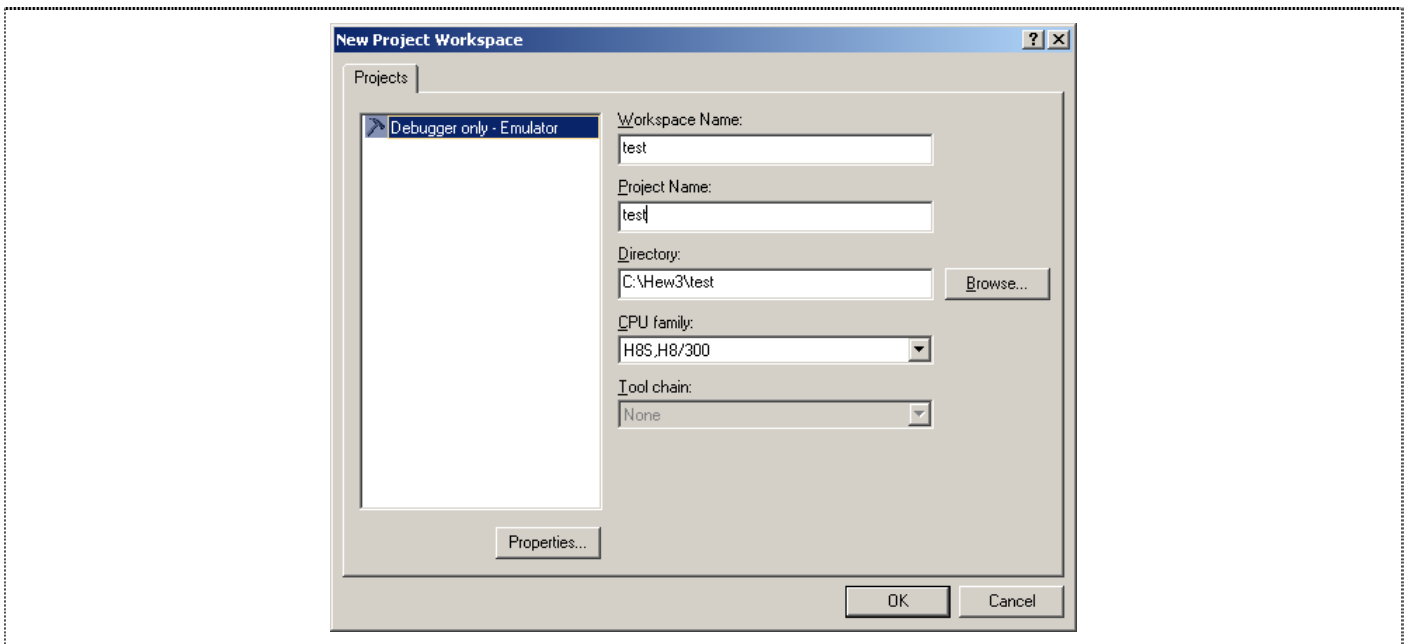 New Project Workspace
Projects
Debugger only - Emulator
Workspace Name:
test
Project Name:
test
Directory:
C:\Hew3\test
Browse...
CPU family:
H8S,H8/300
Tool chain:
None
Properties...
OK
Cancel